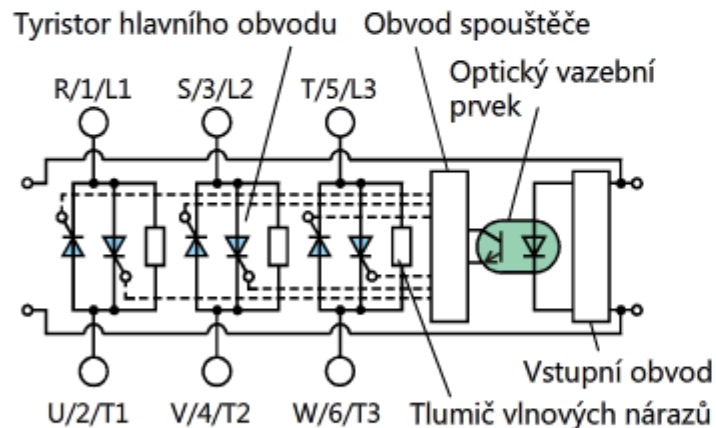 Tyristor hlavního obvodu
Obvod spouštěče
Optický vazební
prvek
R/1/L1
S/3/L2
T/5/L3
Vstupní obvod
U/2/T1
V/4/T2
W/6/T3
Tlumič vlnových nárazů